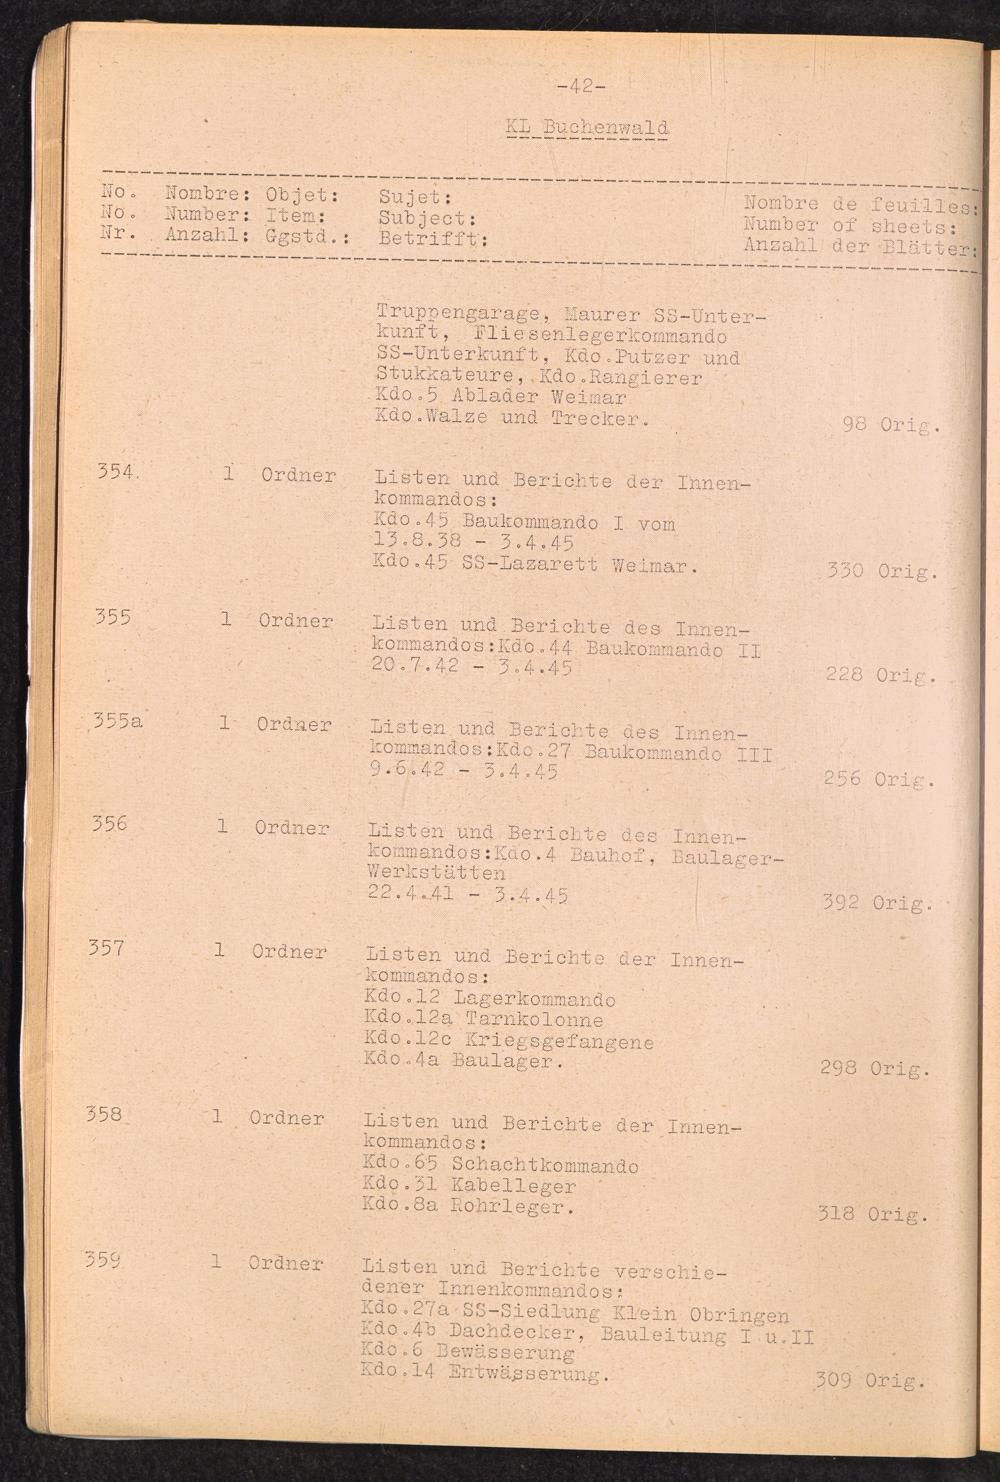 -42-
KL Buchenwald
No. Nombre: Objet: Sujet: Nombre de feuilles:
No. Number: Item: Subject: Number of sheets:
Nr. Anzahl: Ggstd.: Betrifft: Anzahl der Blätter:
Truppengarage, Maurer SS-Unter-
kunft, Fliesenlegerkommando
SS-Unterkunft, Kdo.Putzer und
Stukkateure, Kdo.Rangierer
Kdo.5 Ablader Weimar
Kdo.Walze und Trecker. 98 Orig.
354. 1 Ordner Listen und Berichte der Innen-
kommandos:
Kdo.45 Baukommando I vom
13.8.38 - 3.4.45
Kdo.45 SS-Lazarett Weimar. 330 Orig.
355 1 Ordner Listen und Berichte des Innen-
kommandos:Kdo.44 Baukommando II
20.7.42 - 3.4.45 228 Orig.
355a 1 Ordner Listen und Berichte des Innen-
kommandos:Kdo.27 Baukommando III
9.6.42 - 3.4.45 256 Orig.
356 1 Ordner Listen und Berichte des Innen-
kommandos:Kdo.4 Bauhof, Baulager-
Werkstätten
22.4.41 - 3.4.45 392 Orig.
357 1 Ordner Listen und Berichte der Innen-
kommandos:
Kdo.12 Lagerkommando
Kdo.12a Tarnkolonne
Kdo.12c Kriegsgefangene
Kdo.4a Baulager. 298 Orig.
358 1 Ordner Listen und Berichte der Innen-
kommandos:
Kdo.65 Schachtkommando
Kdo.31 Kabelleger
Kdo.8a Rohrleger. 318 Orig.
359 1 Ordner Listen und Berichte verschie-
dener Innenkommandos:
Kdo.27a SS-Siedlung Klein Obringen
Kdo.4b Dachdecker, Bauleitung I u.II
Kdo.6 Bewässerung
Kdo.14 Entwässerung. 309 Orig.